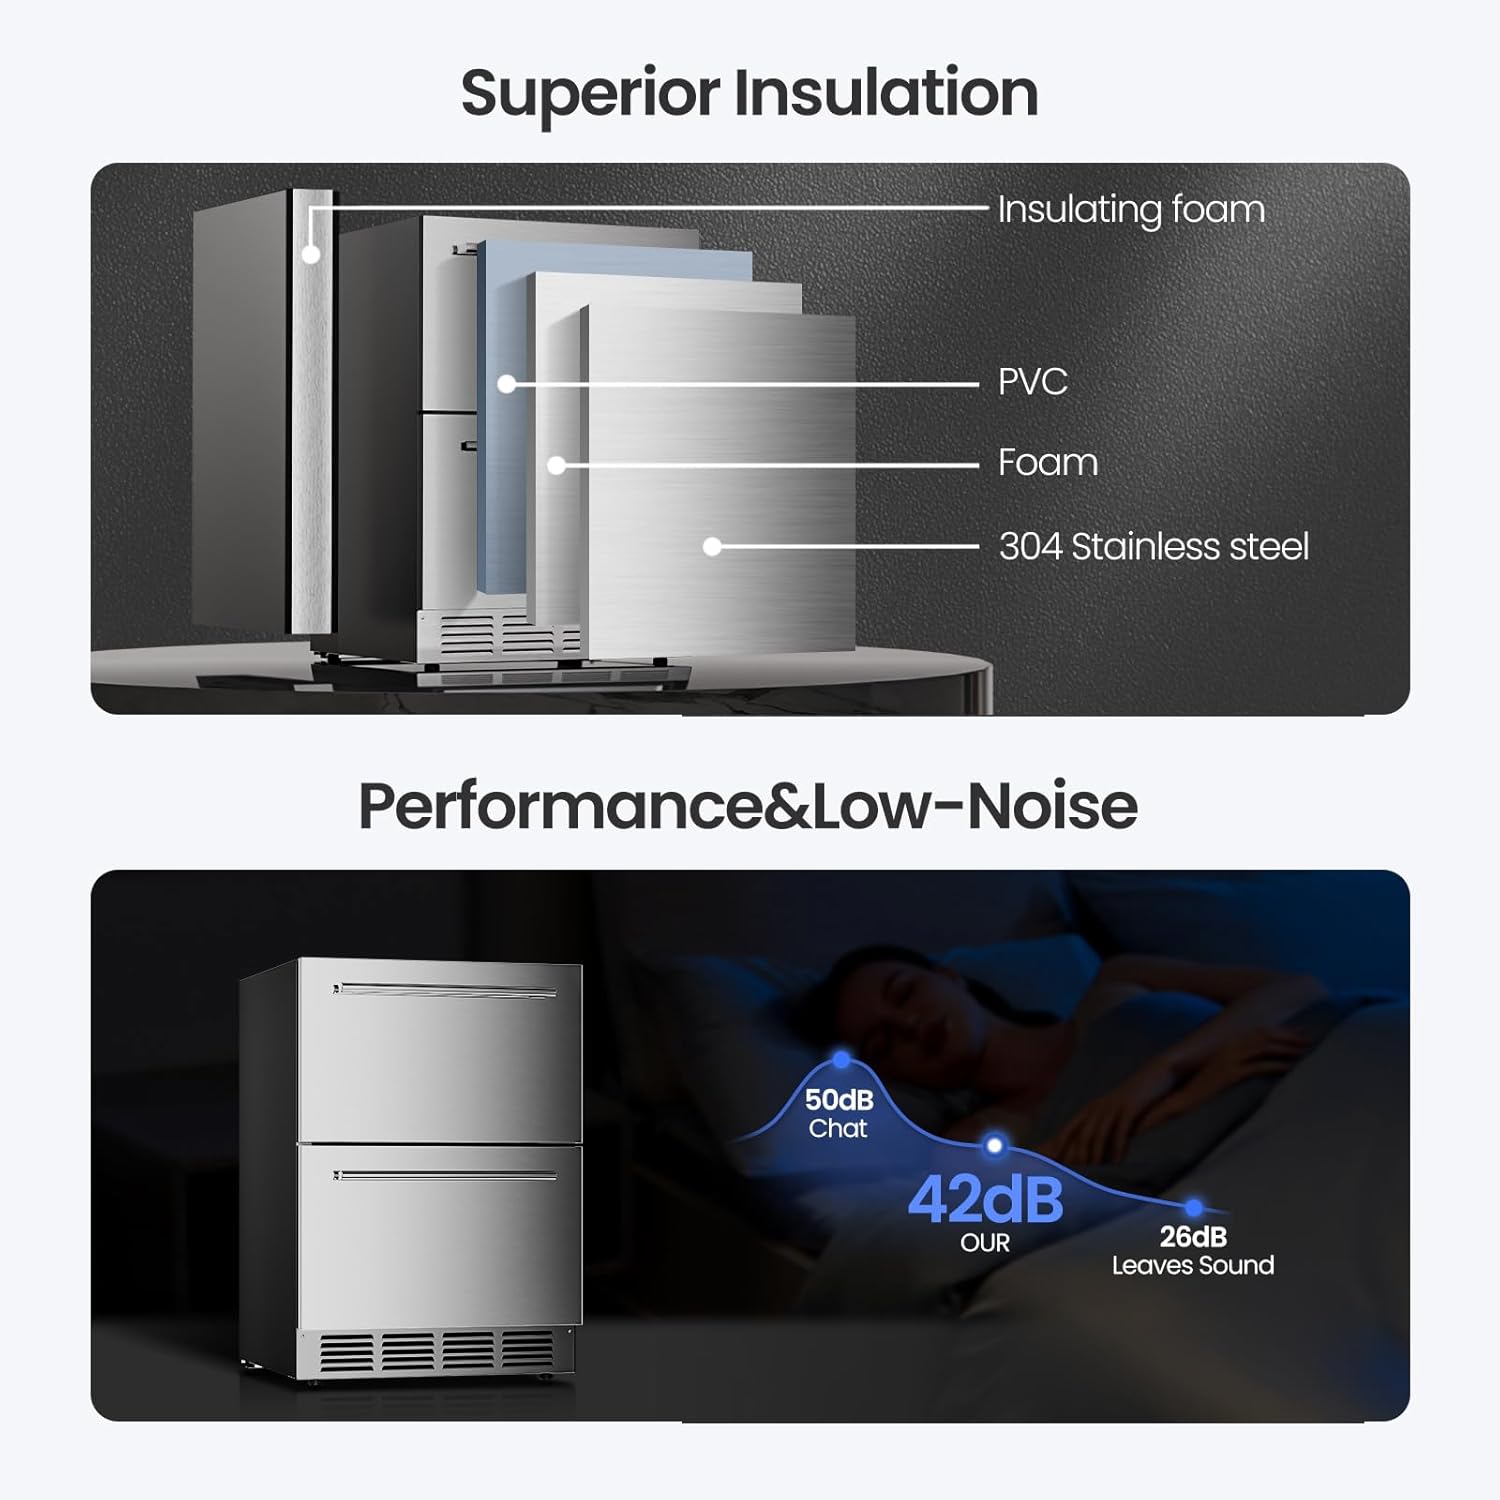 Superior Insulation
Insulating foam
PVC
Foam
304 Stainless steel
Performance&Low-Noise
50dB
Chat
42dB
OUR
26dB
Leaves Sound